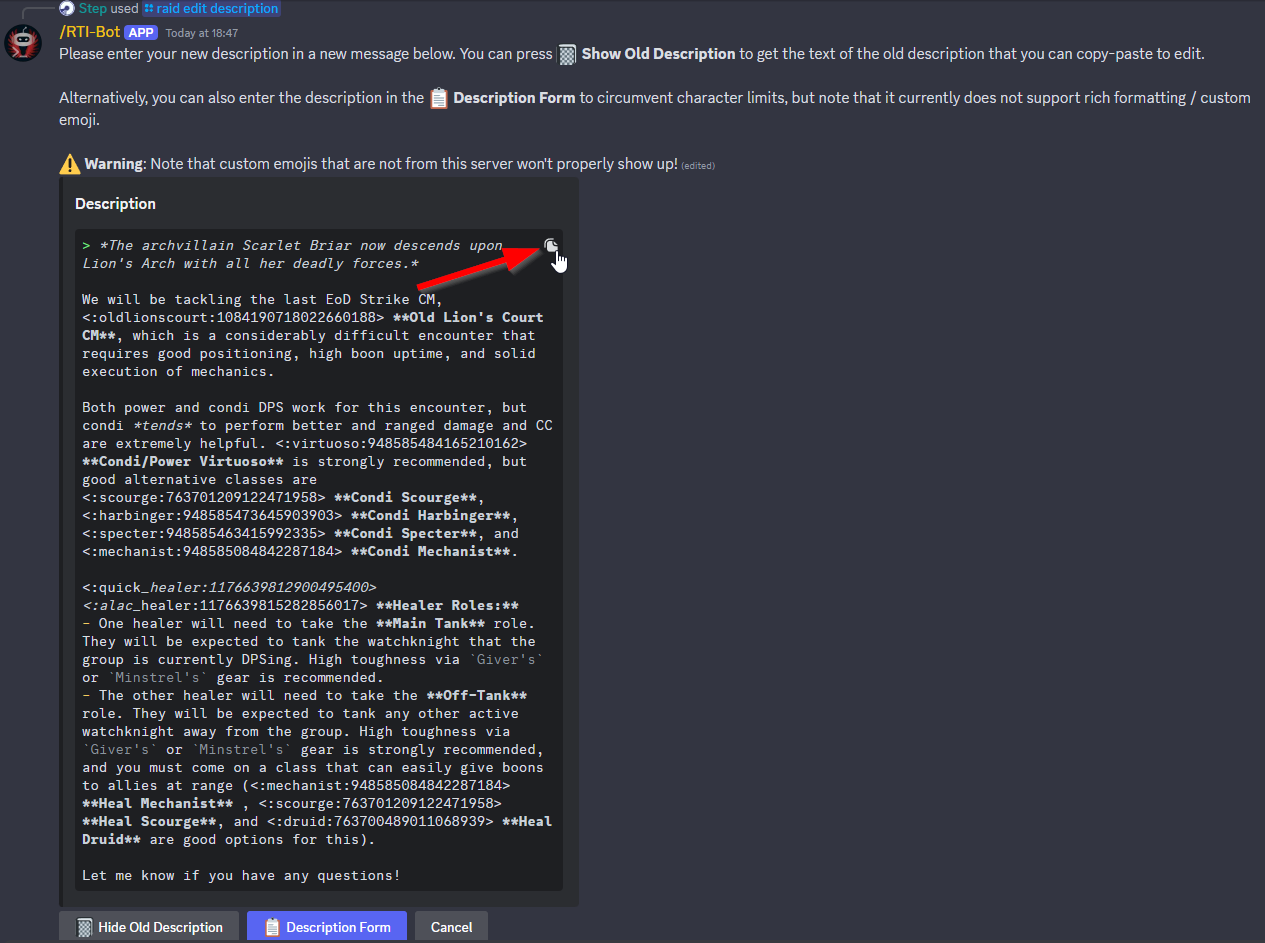 Step used raid edit description
/RTI-Bot APP Today at 18:47
Please enter your new description in a new message below. You can press Show Old Description to get the text of the old description that you can copy-paste to edit.
Alternatively, you can also enter the description in the Description Form to circumvent character limits, but note that it currently does not support rich formatting / custom
emoji.
Warning: Note that custom emojis that are not from this server won't properly show up! (edited)
Description
> *The archvillain Scarlet Briar now descends upon
Lion's Arch with all her deadly forces.*
We will be tackling the last EoD Strike CM,
<:oldlionscourt:1084190718022660188> **Old Lion's Court
CM**, which is a considerably difficult encounter that
requires good positioning, high boon uptime, and solid
execution of mechanics.
Both power and condi DPS work for this encounter, but
condi *tends* to perform better and ranged damage and CC
are extremely helpful. <:virtuoso:948585484165210162>
**Condi/Power Virtuoso** is strongly recommended, but
good alternative classes are
<:scourge:763701209122471958> **Condi Scourge**,
<:harbinger:948585473645903903> **Condi Harbinger**,
<:specter:948585463415992335> **Condi Specter**, and
<:mechanist:948585084842287184> **Condi Mechanist**.
<:quick_healer:1176639812900495400>
<:alac_healer:1176639815282856017> **Healer Roles:**
- One healer will need to take the **Main Tank** role.
They will be expected to tank the watchknight that the
group is currently DPSing. High toughness via `Giver's`
or `Minstrel's` gear is recommended.
- The other healer will need to take the **Off-Tank**
role. They will be expected to tank any other active
watchknight away from the group. High toughness via
`Giver's` or `Minstrel's` gear is strongly recommended,
and you must come on a class that can easily give boons
to allies at range (<:mechanist:948585084842287184>
**Heal Mechanist** , <:scourge:763701209122471958>
**Heal Scourge**, and <:druid:763700489011068939> **Heal
Druid** are good options for this).
Let me know if you have any questions!
Hide Old Description Description Form Cancel